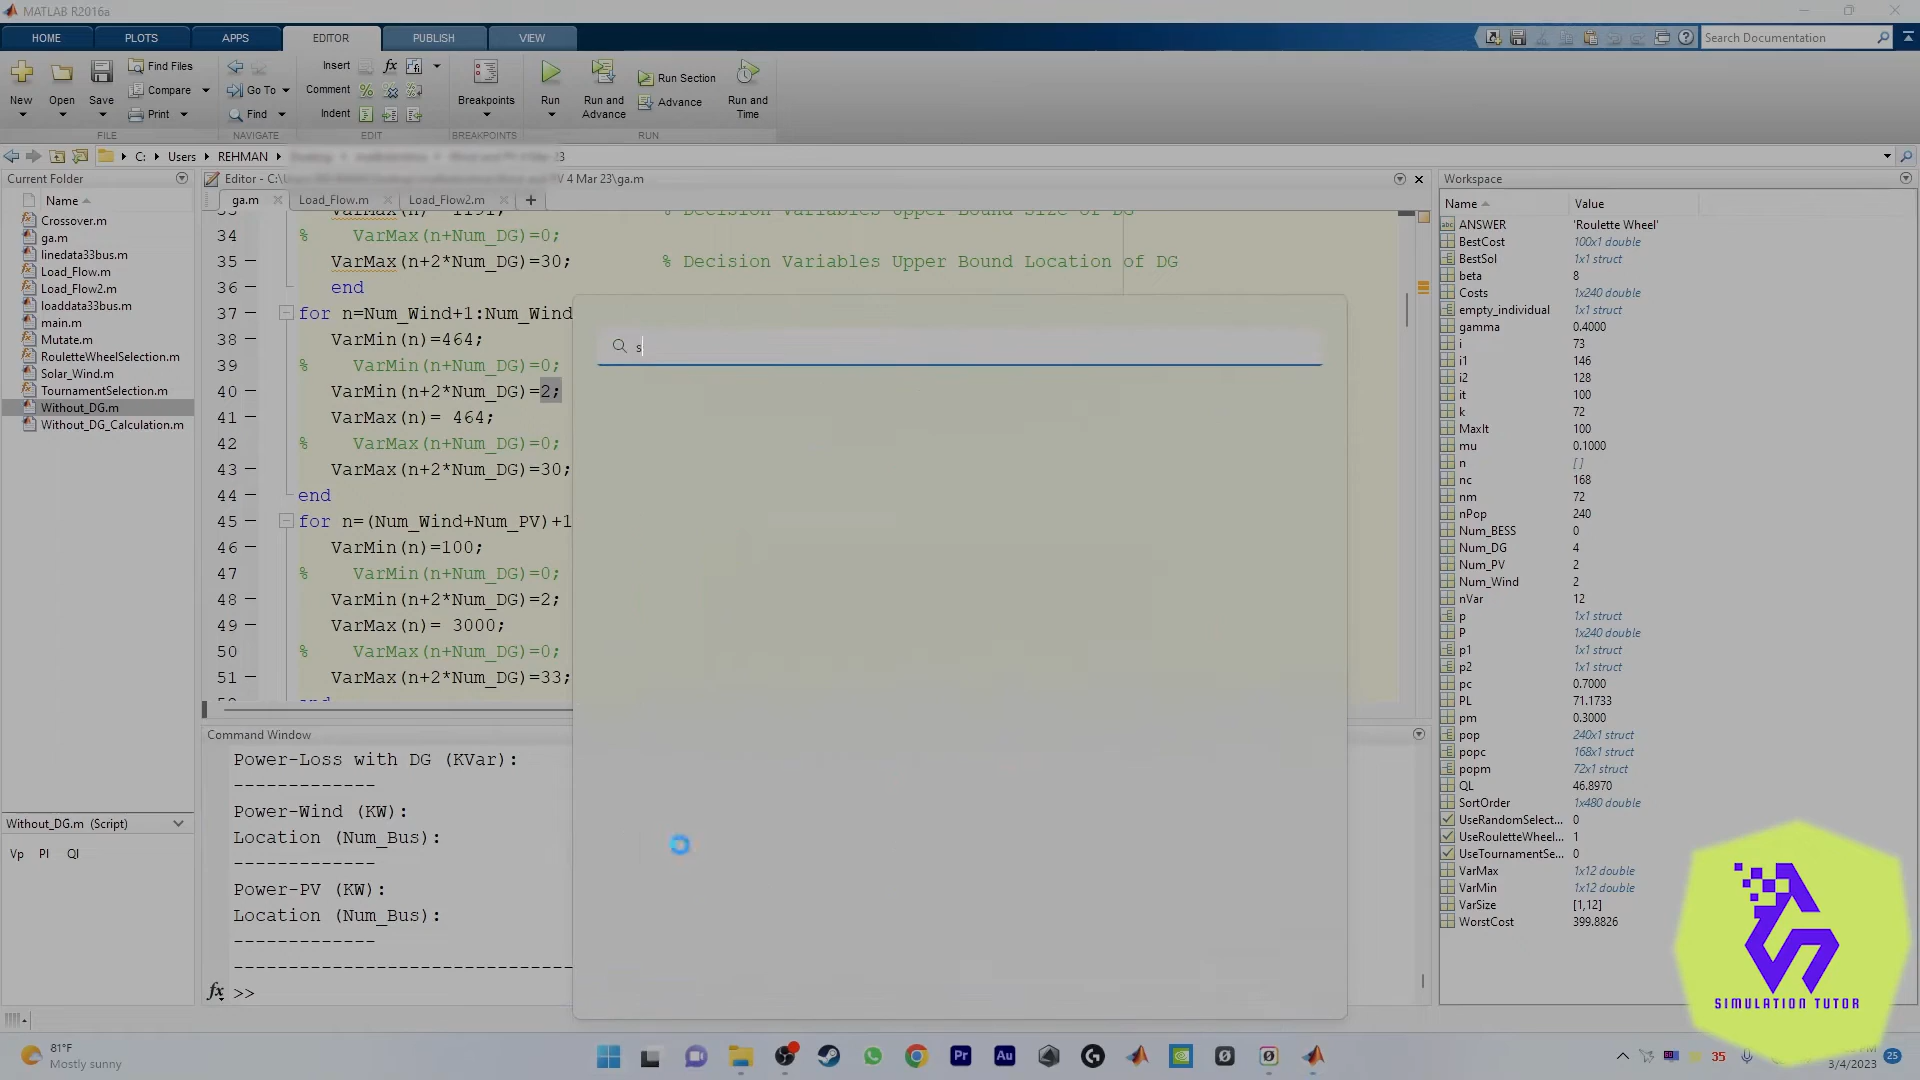 MATLAB R2016a
HOME PLOTS APPS EDITOR PUBLISH VIEW
Search Documentation
Find Files
Compare
Print
New Open Save
Insert fx
Comment
Indent
Go To
Find
Breakpoints
Run
Run and Advance
Run Section
Advance
Run and Time
FILE NAVIGATE EDIT BREAKPOINTS RUN
C: Users REHMAN
Current Folder
Name
Crossover.m
ga.m
linedata33bus.m
Load_Flow.m
Load_Flow2.m
loaddata33bus.m
main.m
Mutate.m
RouletteWheelSelection.m
Solar_Wind.m
TournamentSelection.m
Without_DG.m
Without_DG_Calculation.m
Without_DG.m (Script)
Vp Pl Ql
V 4 Mar 23\ga.m
ga.m Load_Flow.m Load_Flow2.m
34 % VarMax(n+Num_DG)=0;
35 VarMax(n+2*Num_DG)=30; % Decision Variables Upper Bound Location of DG
36 end
37 for n=Num_Wind+1:Num_Wind
38 VarMin(n)=464;
39 % VarMin(n+Num_DG)=0;
40 VarMin(n+2*Num_DG)=2;
41 VarMax(n)= 464;
42 % VarMax(n+Num_DG)=0;
43 VarMax(n+2*Num_DG)=30;
44 end
45 for n=(Num_Wind+Num_PV)+1
46 VarMin(n)=100;
47 % VarMin(n+Num_DG)=0;
48 VarMin(n+2*Num_DG)=2;
49 VarMax(n)= 3000;
50 % VarMax(n+Num_DG)=0;
51 VarMax(n+2*Num_DG)=33;
s
Command Window
Power-Loss with DG (KVar):
-------------
Power-Wind (KW):
Location (Num_Bus):
-------------
Power-PV (KW):
Location (Num_Bus):
-------------
--------------------------------
fx >>
Workspace
Name Value
ANSWER 'Roulette Wheel'
BestCost 100x1 double
BestSol 1x1 struct
beta 8
Costs 1x240 double
empty_individual 1x1 struct
gamma 0.4000
i 73
i1 146
i2 128
it 100
k 72
MaxIt 100
mu 0.1000
n []
nc 168
nm 72
nPop 240
Num_BESS 0
Num_DG 4
Num_PV 2
Num_Wind 2
nVar 12
p 1x1 struct
P 1x240 double
p1 1x1 struct
p2 1x1 struct
pc 0.7000
PL 71.1733
pm 0.3000
pop 240x1 struct
popc 168x1 struct
popm 72x1 struct
QL 46.8970
SortOrder 1x480 double
UseRandomSelect... 0
UseRouletteWheel... 1
UseTournamentSe... 0
VarMax 1x12 double
VarMin 1x12 double
VarSize [1,12]
WorstCost 399.8826
SIMULATION TUTOR
81°F
Mostly sunny
Pr Au
35
3/4/2023
25